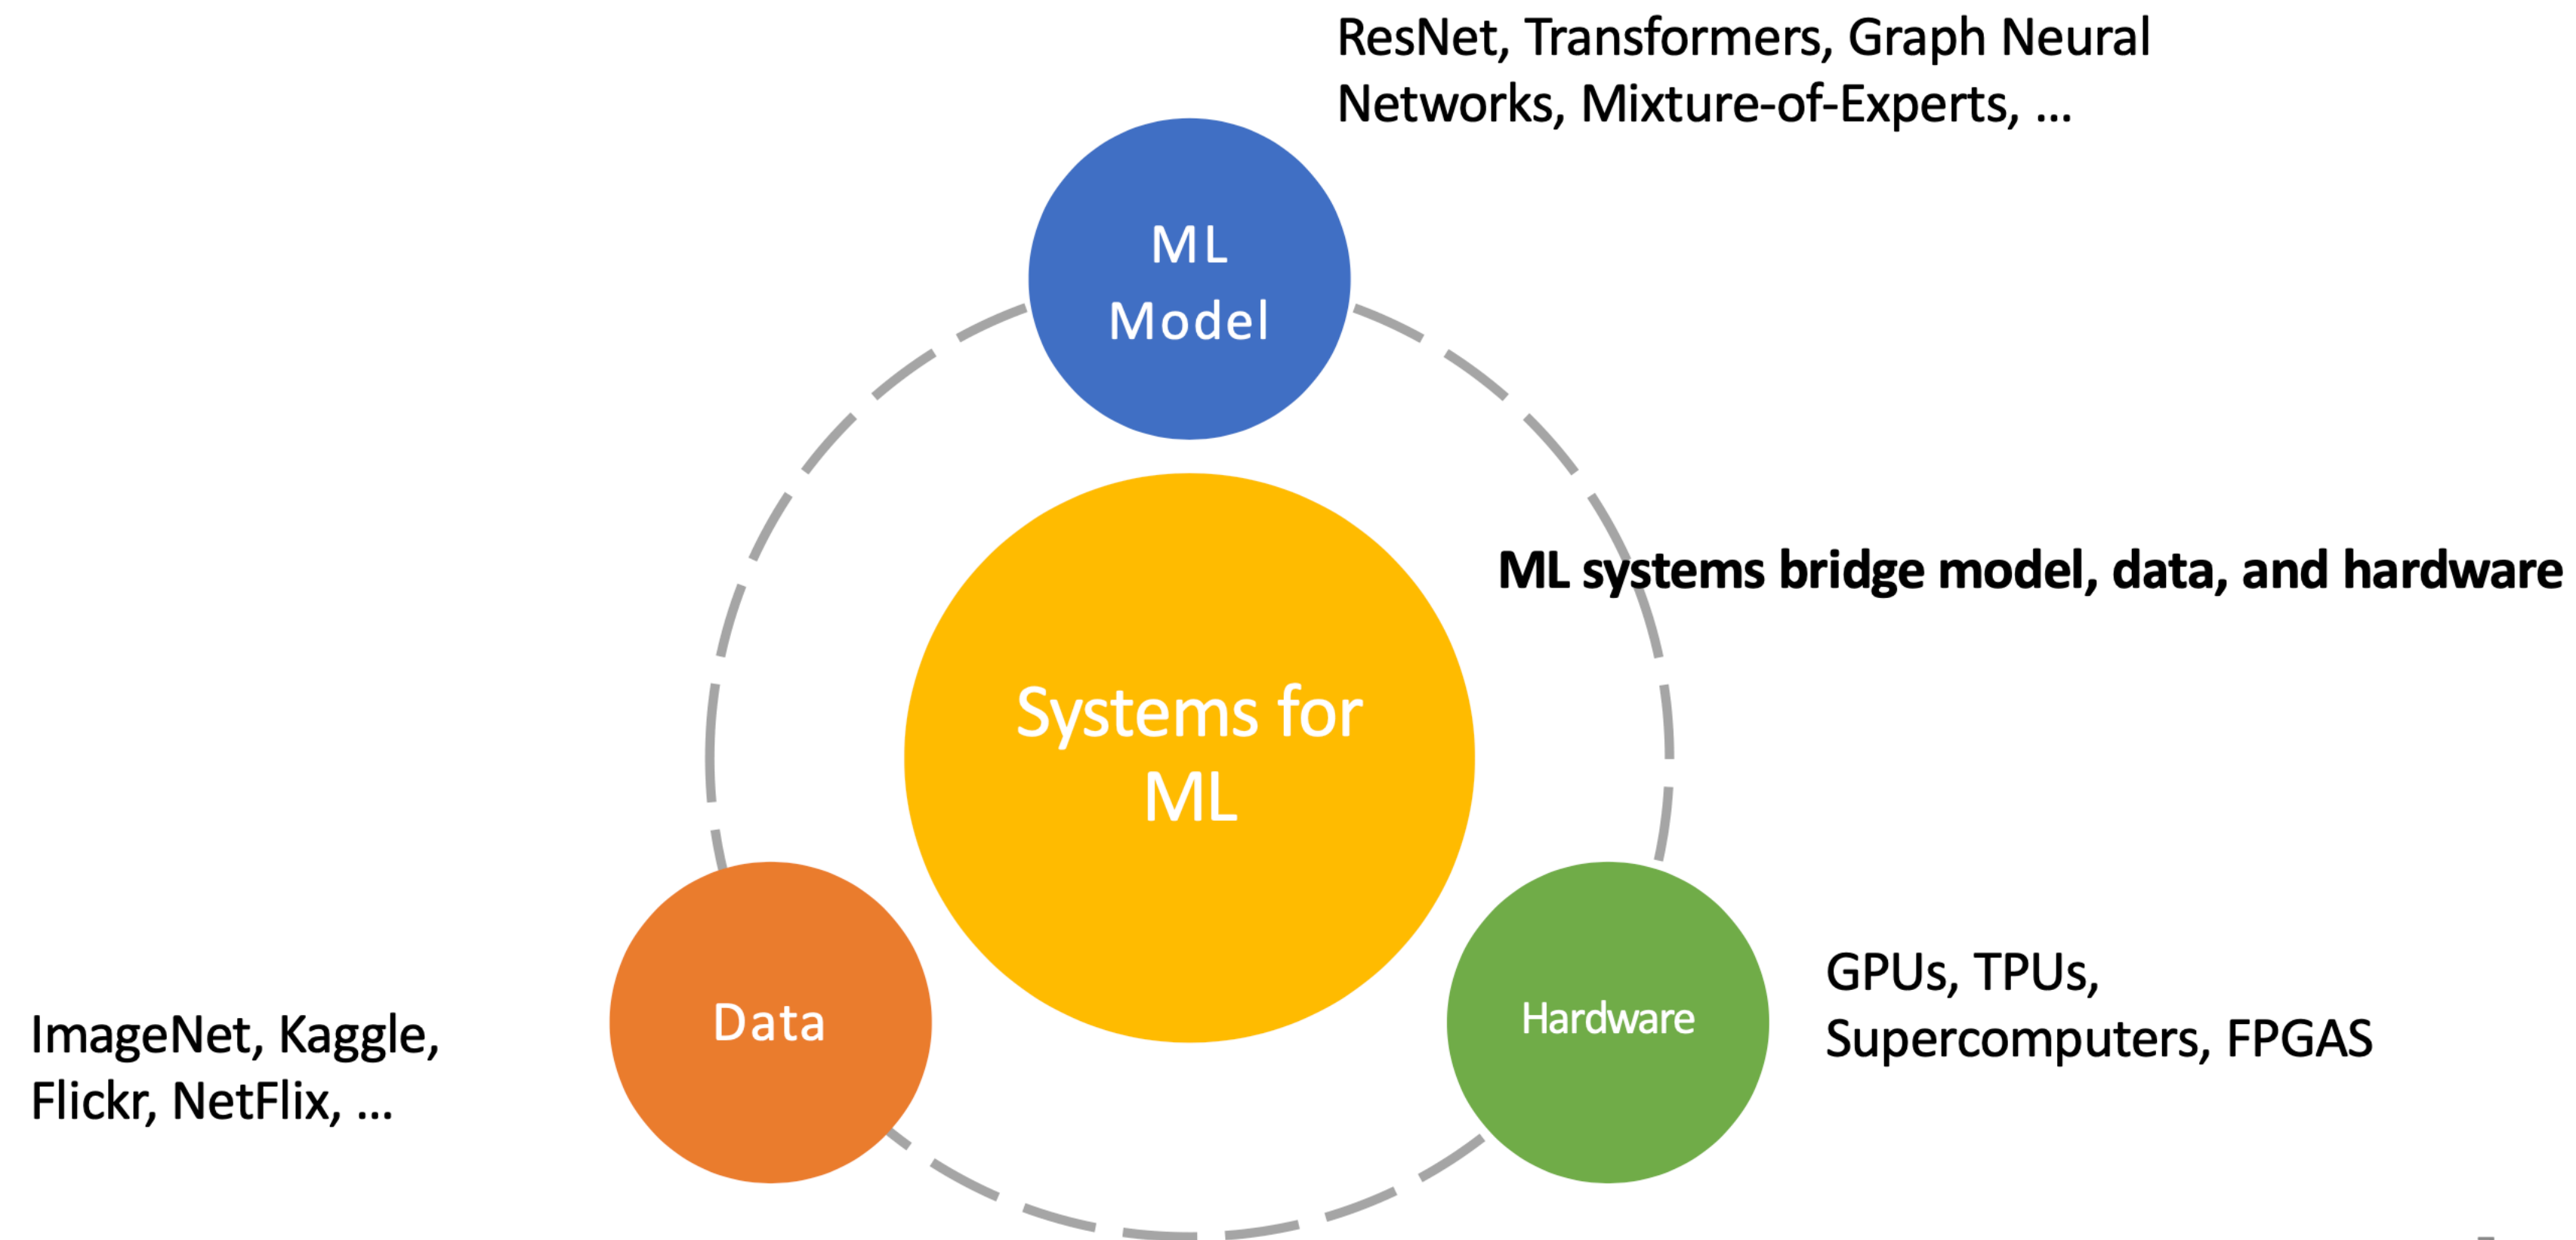 ResNet, Transformers, Graph Neural
Networks, Mixture-of-Experts, ...
ML
Model
ML systems bridge model, data, and hardware
Systems for
ML
Data
Hardware
ImageNet, Kaggle,
Flickr, NetFlix, ...
GPUs, TPUs,
Supercomputers, FPGAS